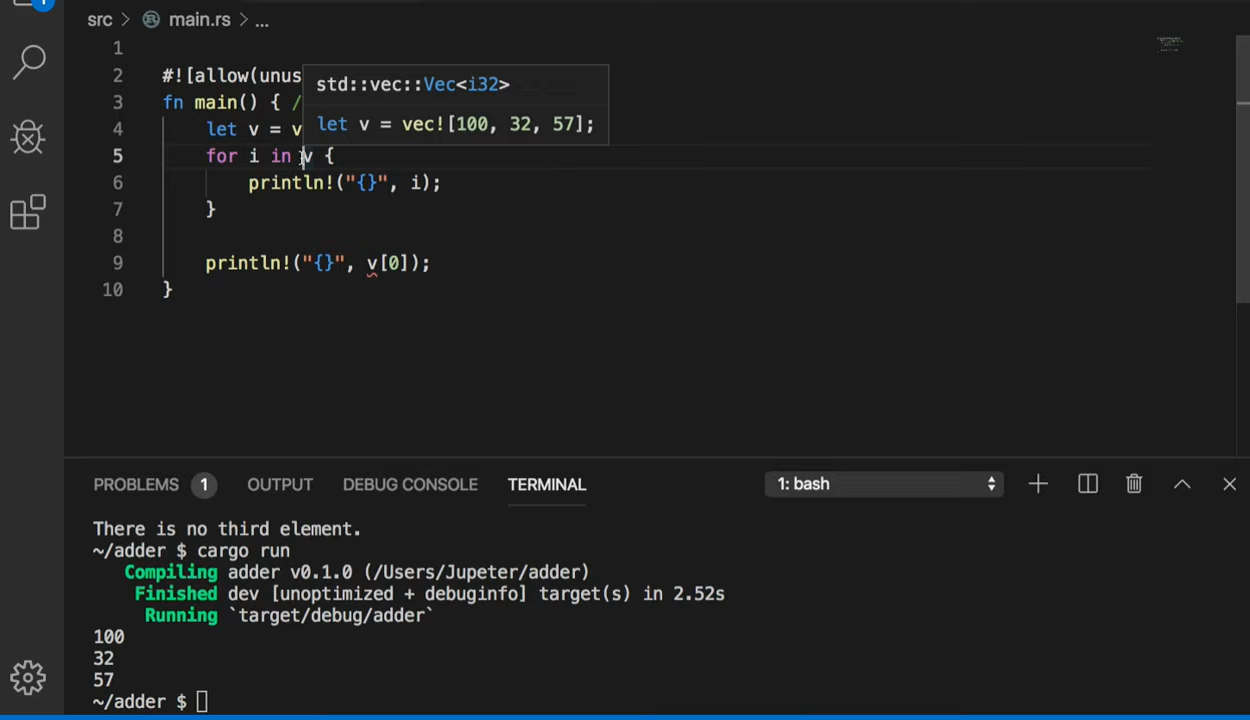 1
src > main.rs > ...
1
2 #![allow(unus
std::vec::Vec<i32>
3 fn main() { /
let v = vec![100, 32, 57];
4 let v = v
5 for i in v {
6 println!("{}", i);
7 }
8
9 println!("{}", v[0]);
10 }
PROBLEMS 1 OUTPUT DEBUG CONSOLE TERMINAL 1: bash
There is no third element.
~/adder $ cargo run
Compiling adder v0.1.0 (/Users/Jupeter/adder)
Finished dev [unoptimized + debuginfo] target(s) in 2.52s
Running `target/debug/adder`
100
32
57
~/adder $